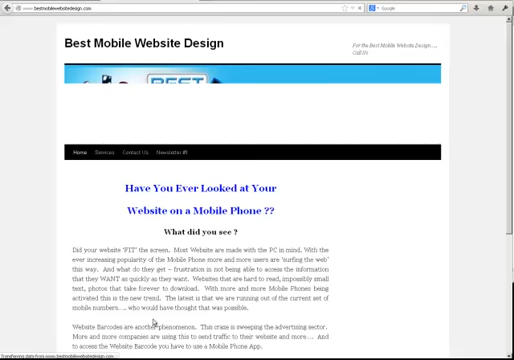 www.bestmobilewebsitedesign.com
Google
Best Mobile Website Design
For the Best Mobile Website Design....,
Call Us
BEST
Home Services Contact Us Newsletter #1
Have You Ever Looked at Your
Website on a Mobile Phone ??
What did you see ?
Did your website 'FIT' the screen. Most Website are made with the PC in mind. With the
ever increasing popularity of the Mobile Phone more and more users are 'surfing the web'
this way. And what do they get – frustration in not being able to access the information
that they WANT as quickly as they want. Websites that are hard to read, impossibly small
text, photos that take forever to download. With more and more Mobile Phones being
activated this is the new trend. The latest is that we are running out of the current set of
mobile numbers.... who would have thought that was possible.
Website Barcodes are another phenomenon. This craze is sweeping the advertising sector.
More and more companies are using this to send traffic to their website and more.... And
to access the Website Barcode you have to use a Mobile Phone App.
Transferring data from www.bestmobilewebsitedesign.com